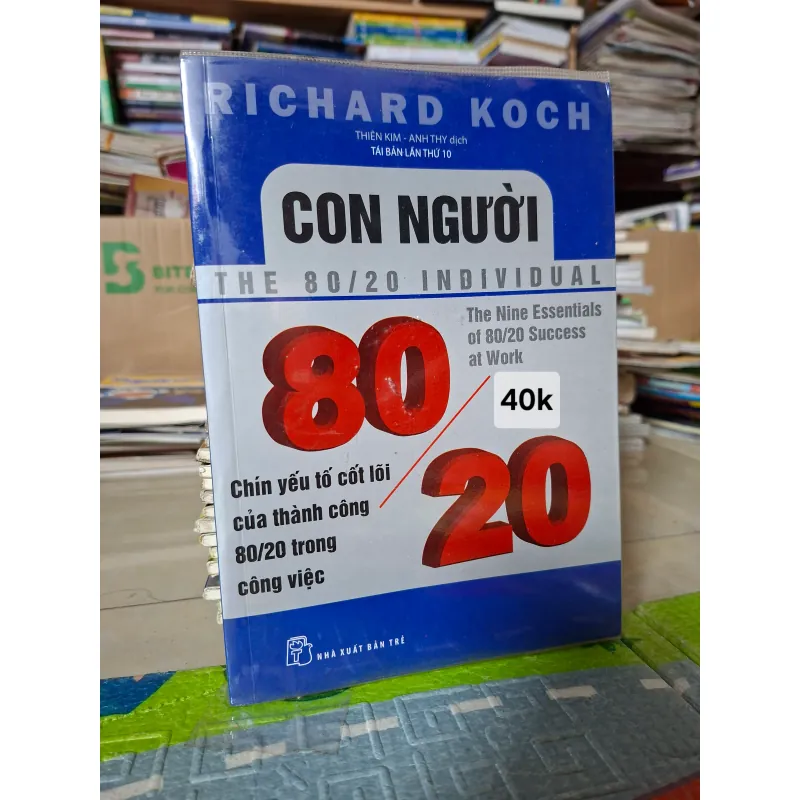 RICHARD KOCH
THIÊN KIM - ANH THY dịch
TÁI BẢN LẦN THỨ 10
CON NGƯỜI
THE 80/20 INDIVIDUAL
The Nine Essentials
of 80/20 Success
at Work
80
40k
20
Chín yếu tố cốt lõi
của thành công
80/20 trong
công việc
NHÀ XUẤT BẢN TRẺ